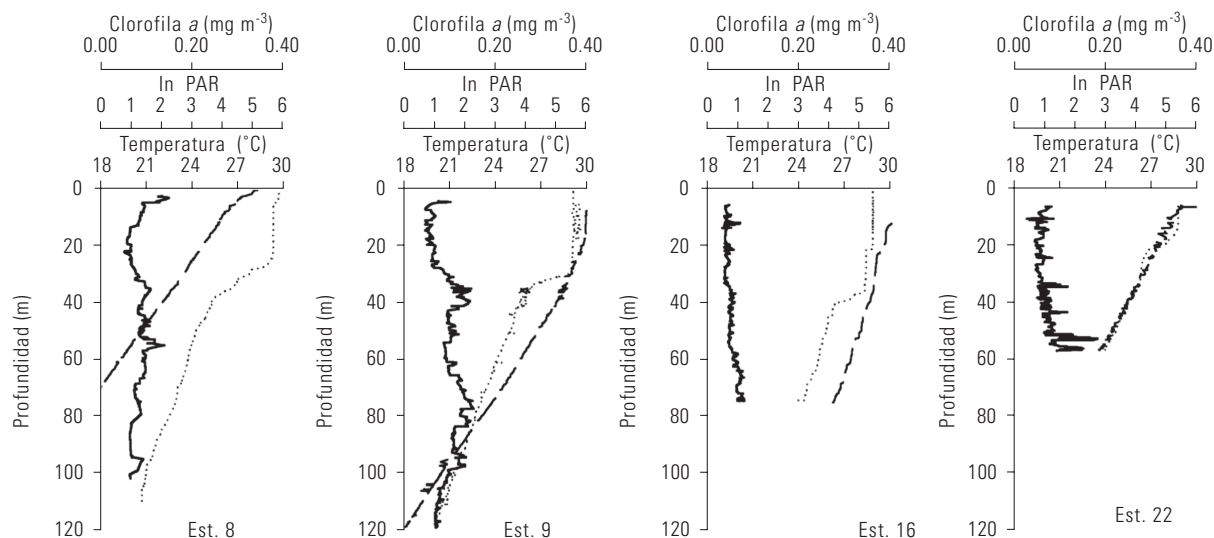 Clorofila a (mg m-3)
0.00 0.20 0.40
In PAR
0 1 2 3 4 5 6
Temperatura (°C)
18 21 24 27 30
Profundidad (m)
0
20
40
60
80
100
120
Est. 8
Clorofila a (mg m-3)
0.00 0.20 0.40
In PAR
0 1 2 3 4 5 6
Temperatura (°C)
18 21 24 27 30
Profundidad (m)
0
20
40
60
80
100
120
Est. 9
Clorofila a (mg m-3)
0.00 0.20 0.40
In PAR
0 1 2 3 4 5 6
Temperatura (°C)
18 21 24 27 30
Profundidad (m)
0
20
40
60
80
100
120
Est. 16
Clorofila a (mg m-3)
0.00 0.20 0.40
In PAR
0 1 2 3 4 5 6
Temperatura (°C)
18 21 24 27 30
Profundidad (m)
0
20
40
60
80
100
120
Est. 22